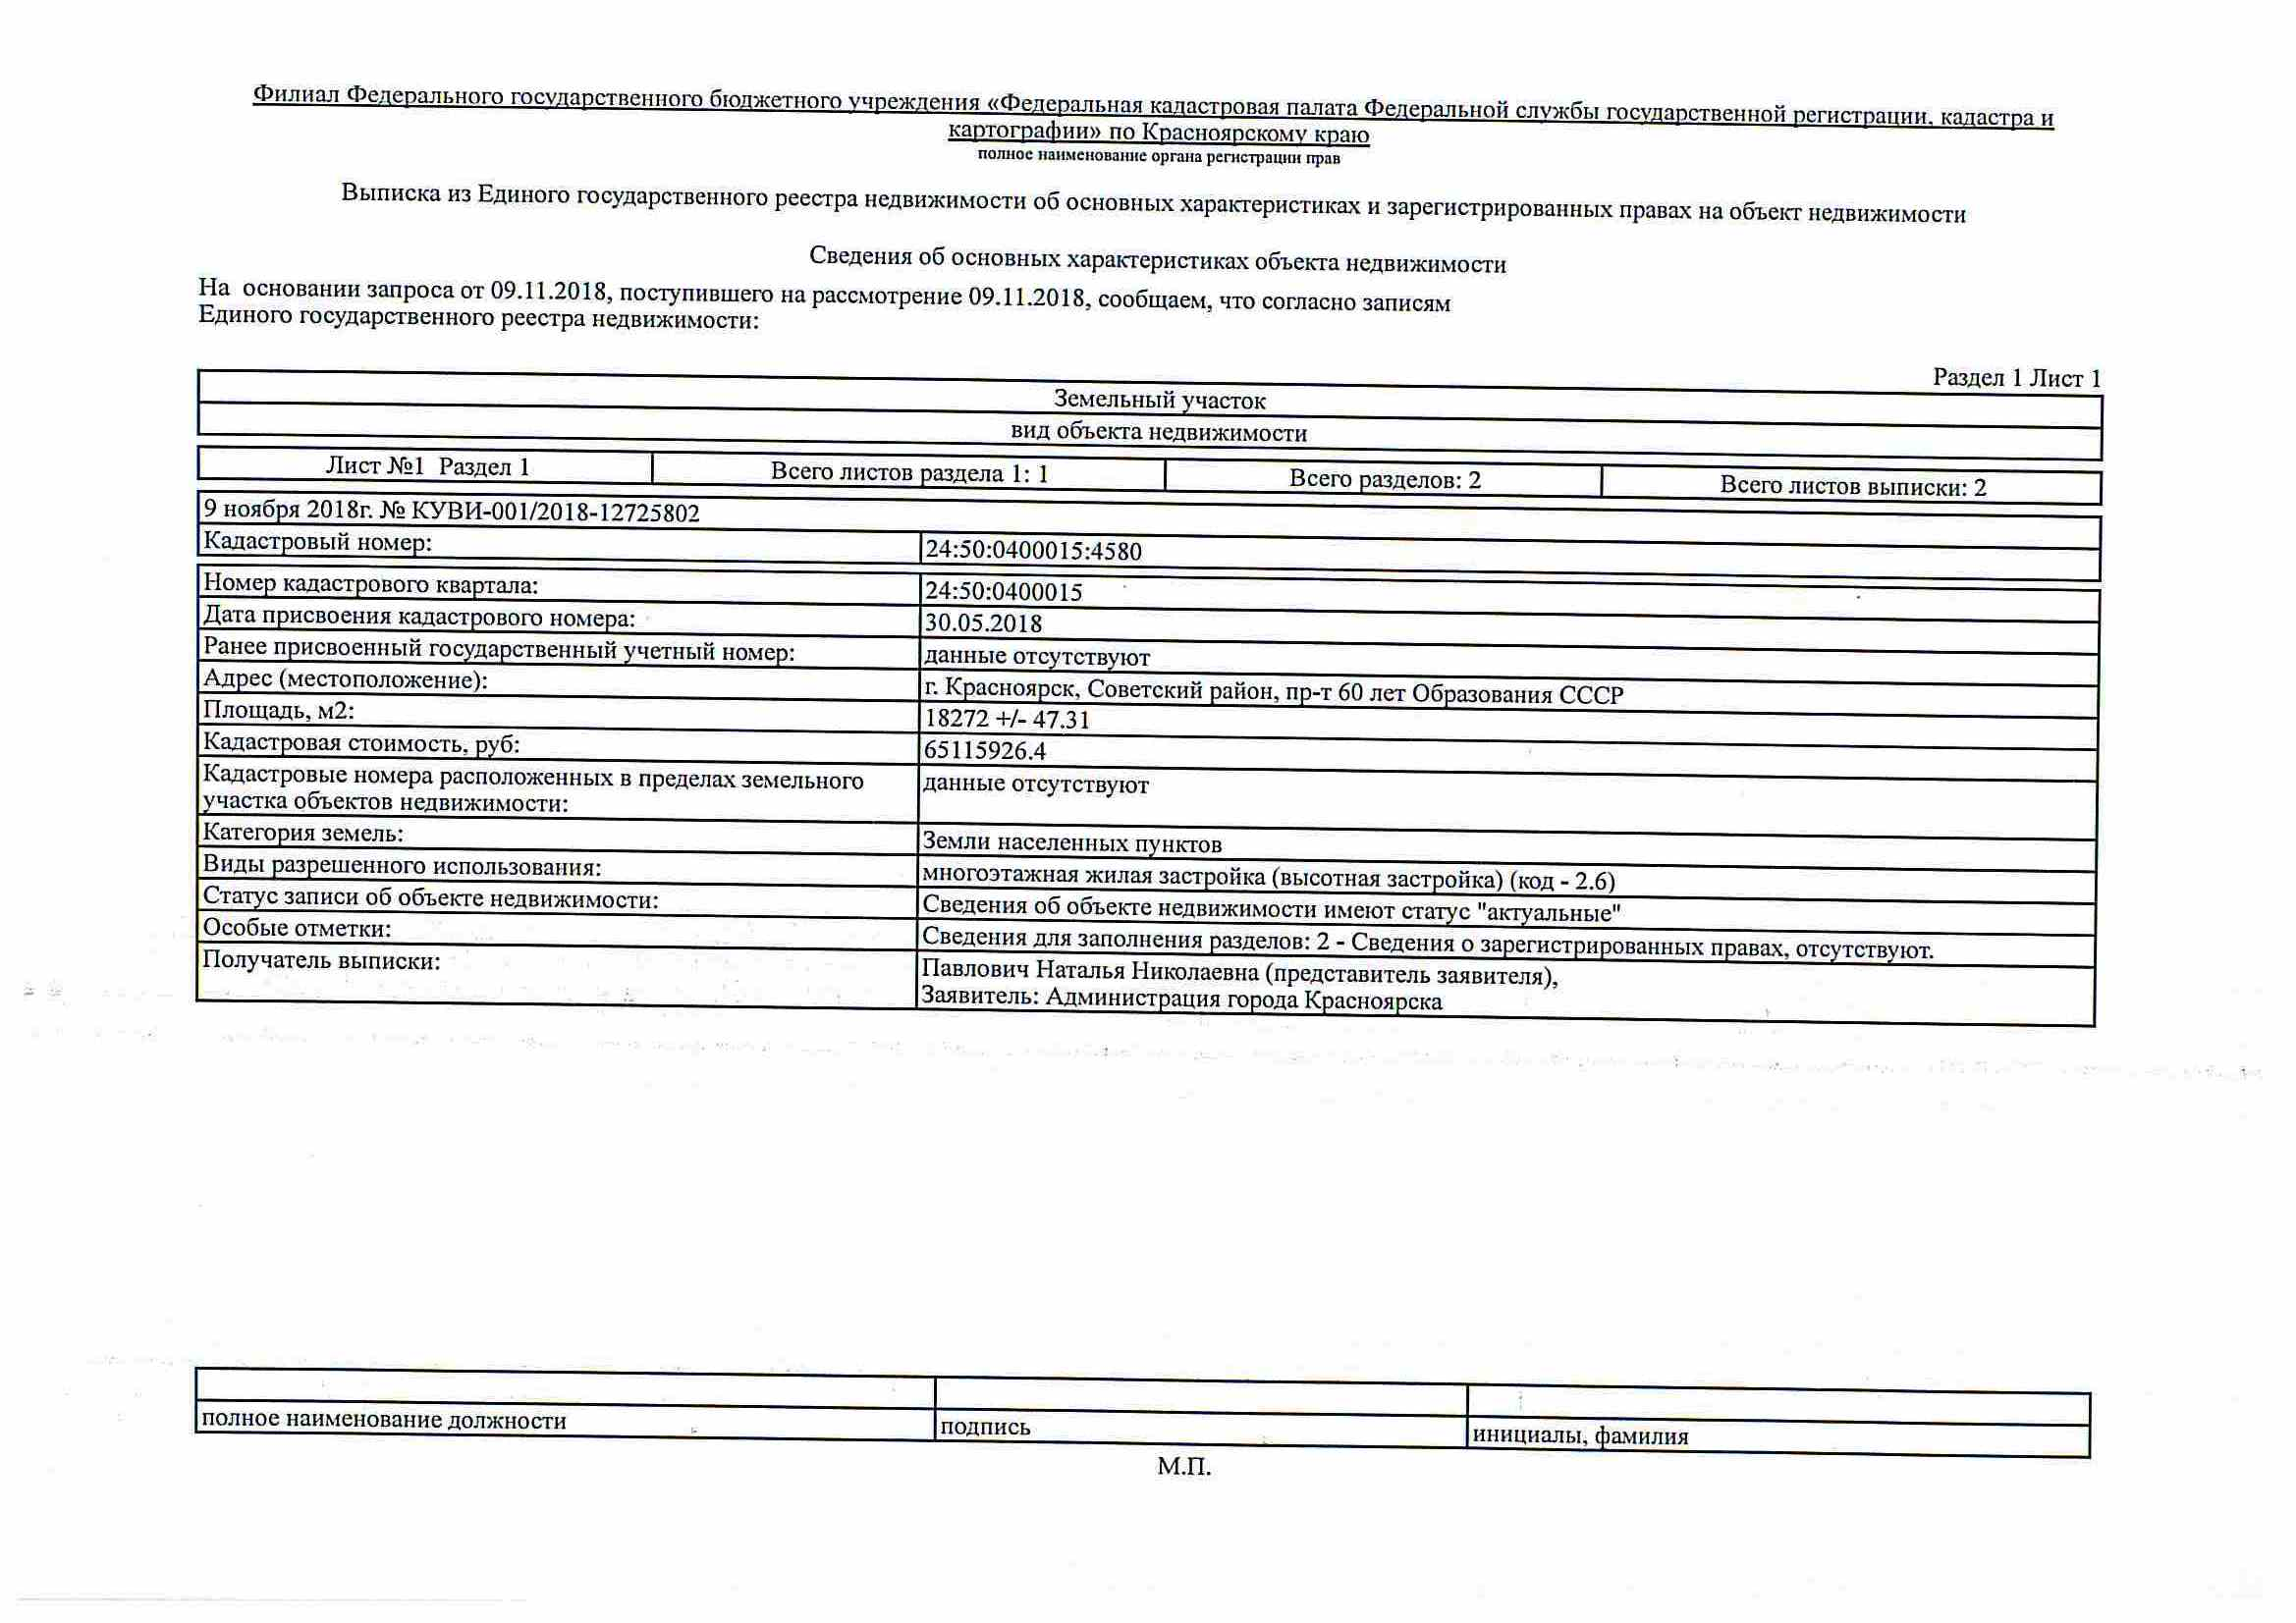 Филиал Федерального государственного бюджетного учреждения «Федеральная кадастровая палата Федеральной службы государственной регистрации, кадастра и
картографии» по Красноярскому краю
полное наименование органа регистрации прав
Выписка из Единого государственного реестра недвижимости об основных характеристиках и зарегистрированных правах на объект недвижимости
Сведения об основных характеристиках объекта недвижимости
На основании запроса от 09.11.2018, поступившего на рассмотрение 09.11.2018, сообщаем, что согласно записям
Единого государственного реестра недвижимости:
Раздел 1 Лист 1
Земельный участок
вид объекта недвижимости
Лист №1 Раздел 1 Всего листов раздела 1: 1 Всего разделов: 2 Всего листов выписки: 2
9 ноября 2018г. № КУВИ-001/2018-12725802
Кадастровый номер: 24:50:0400015:4580
Номер кадастрового квартала: 24:50:0400015
Дата присвоения кадастрового номера: 30.05.2018
Ранее присвоенный государственный учетный номер: данные отсутствуют
Адрес (местоположение): г. Красноярск, Советский район, пр-т 60 лет Образования СССР
Площадь, м2: 18272 +/- 47.31
Кадастровая стоимость, руб: 65115926.4
Кадастровые номера расположенных в пределах земельного данные отсутствуют
участка объектов недвижимости:
Категория земель: Земли населенных пунктов
Виды разрешенного использования: многоэтажная жилая застройка (высотная застройка) (код - 2.6)
Статус записи об объекте недвижимости: Сведения об объекте недвижимости имеют статус "актуальные"
Особые отметки: Сведения для заполнения разделов: 2 - Сведения о зарегистрированных правах, отсутствуют.
Получатель выписки: Павлович Наталья Николаевна (представитель заявителя),
Заявитель: Администрация города Красноярска
полное наименование должности подпись инициалы, фамилия
М.П.